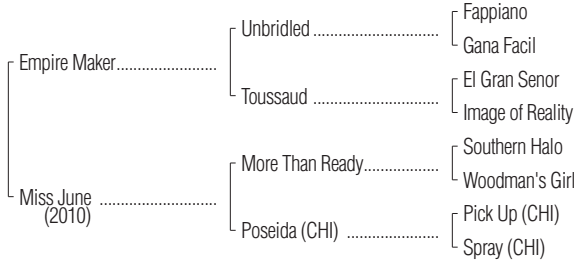 Fappiano
Unbridled ....................................
Gana Facil
Empire Maker.............................
El Gran Senor
Toussaud ....................................
Image of Reality
Southern Halo
More Than Ready.....................
Woodman's Girl
Miss June ..................................
(2010)
Pick Up (CHI)
Poseida (CHI) ..........................
Spray (CHI)